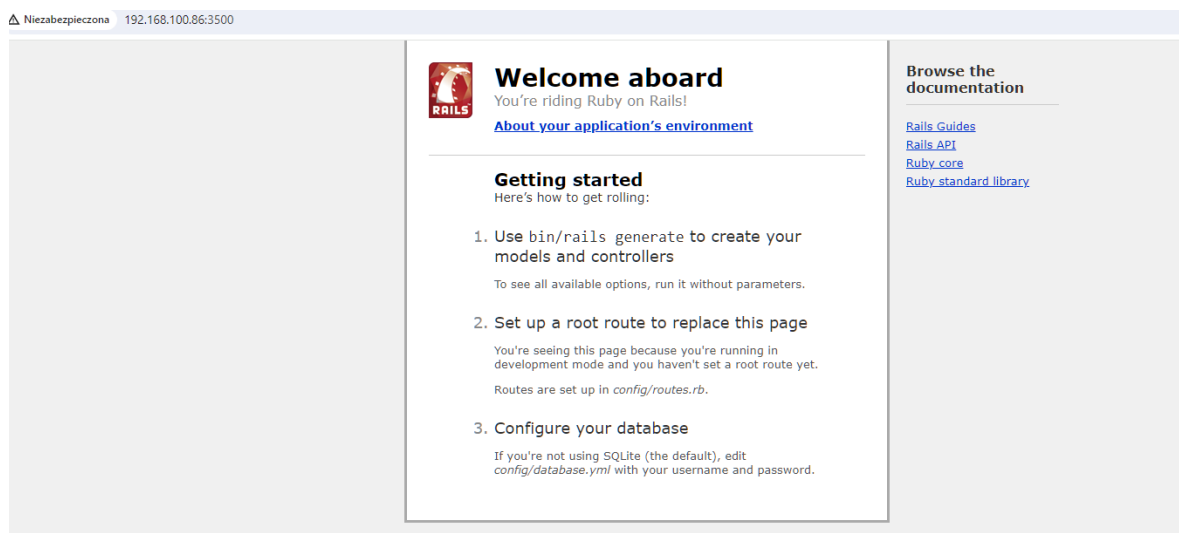 Niezabezpieczona 192.168.100.86:3500
RAILS
Welcome aboard
You’re riding Ruby on Rails!
About your application’s environment
Getting started
Here’s how to get rolling:
1. Use bin/rails generate to create your
models and controllers
To see all available options, run it without parameters.
2. Set up a root route to replace this page
You're seeing this page because you're running in
development mode and you haven't set a root route yet.
Routes are set up in config/routes.rb.
3. Configure your database
If you're not using SQLite (the default), edit
config/database.yml with your username and password.
Browse the
documentation
Rails Guides
Rails API
Ruby core
Ruby standard library